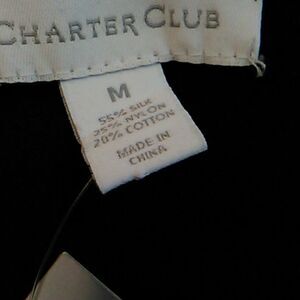 CHARTER CLUB
M
55% SILK
25% NYLON
20% COTTON
MADE IN
CHINA